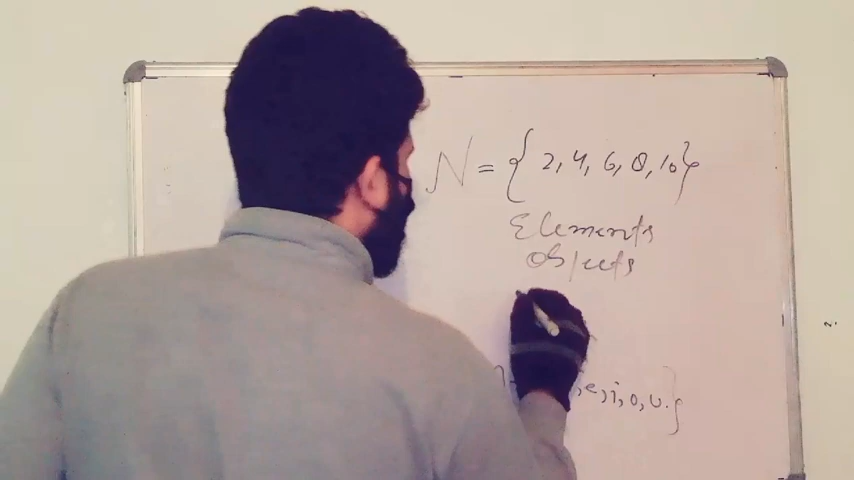 N = { 2, 4, 6, 8, 10}
Elements
Objects
, e, i, o, u. }